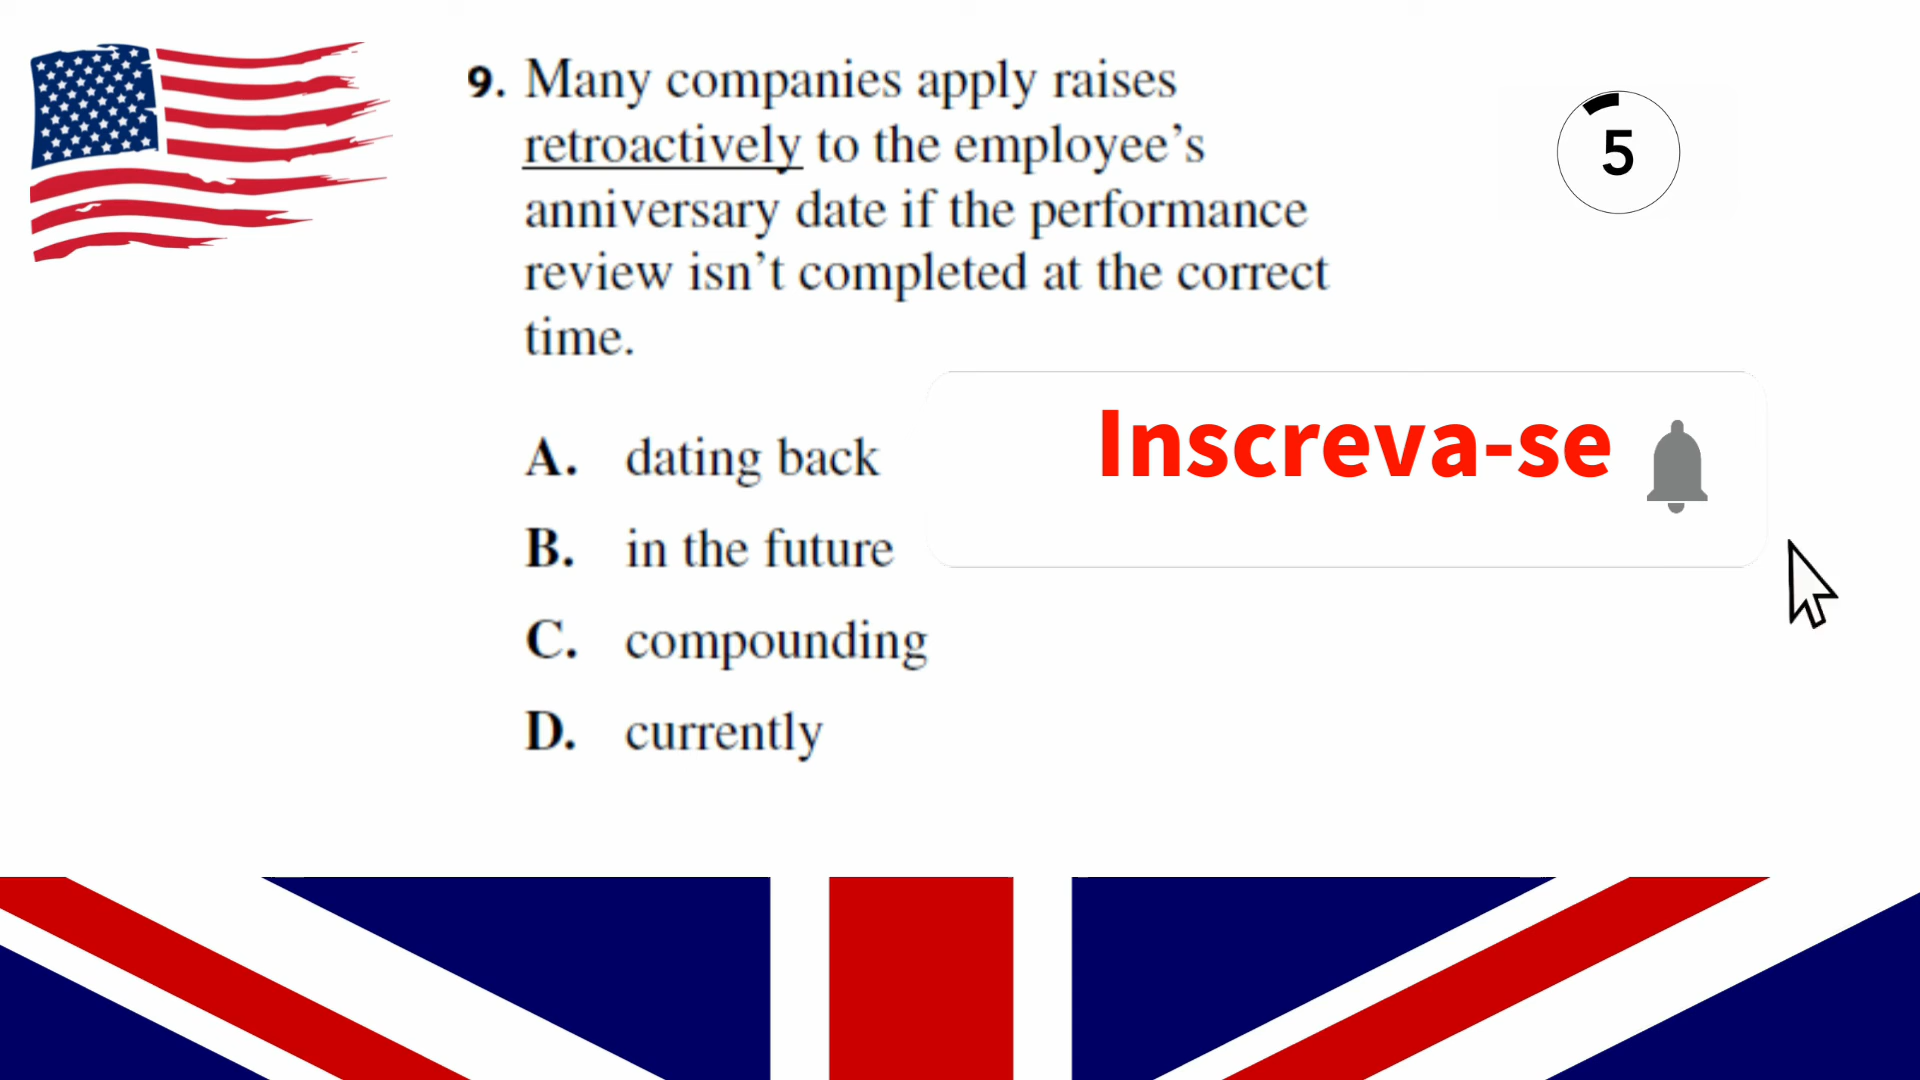 9. Many companies apply raises
retroactively to the employee's
anniversary date if the performance
review isn't completed at the correct
time.
5
A. dating back
Inscreva-se
B. in the future
C. compounding
D. currently